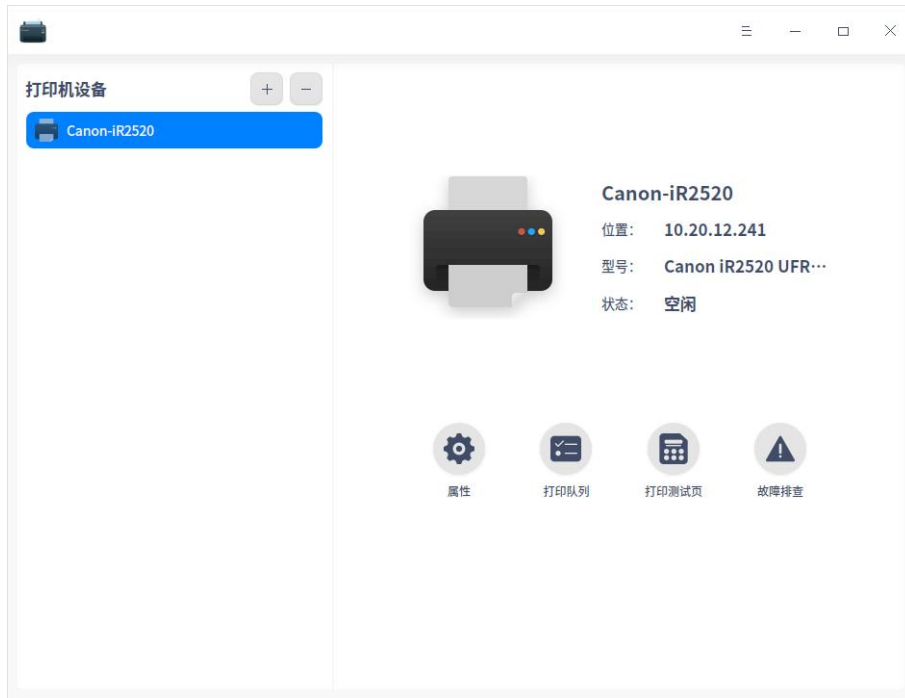 打印机设备
Canon-iR2520
Canon-iR2520
位置： 10.20.12.241
型号： Canon iR2520 UFR···
状态： 空闲
属性 打印队列 打印测试页 故障排查